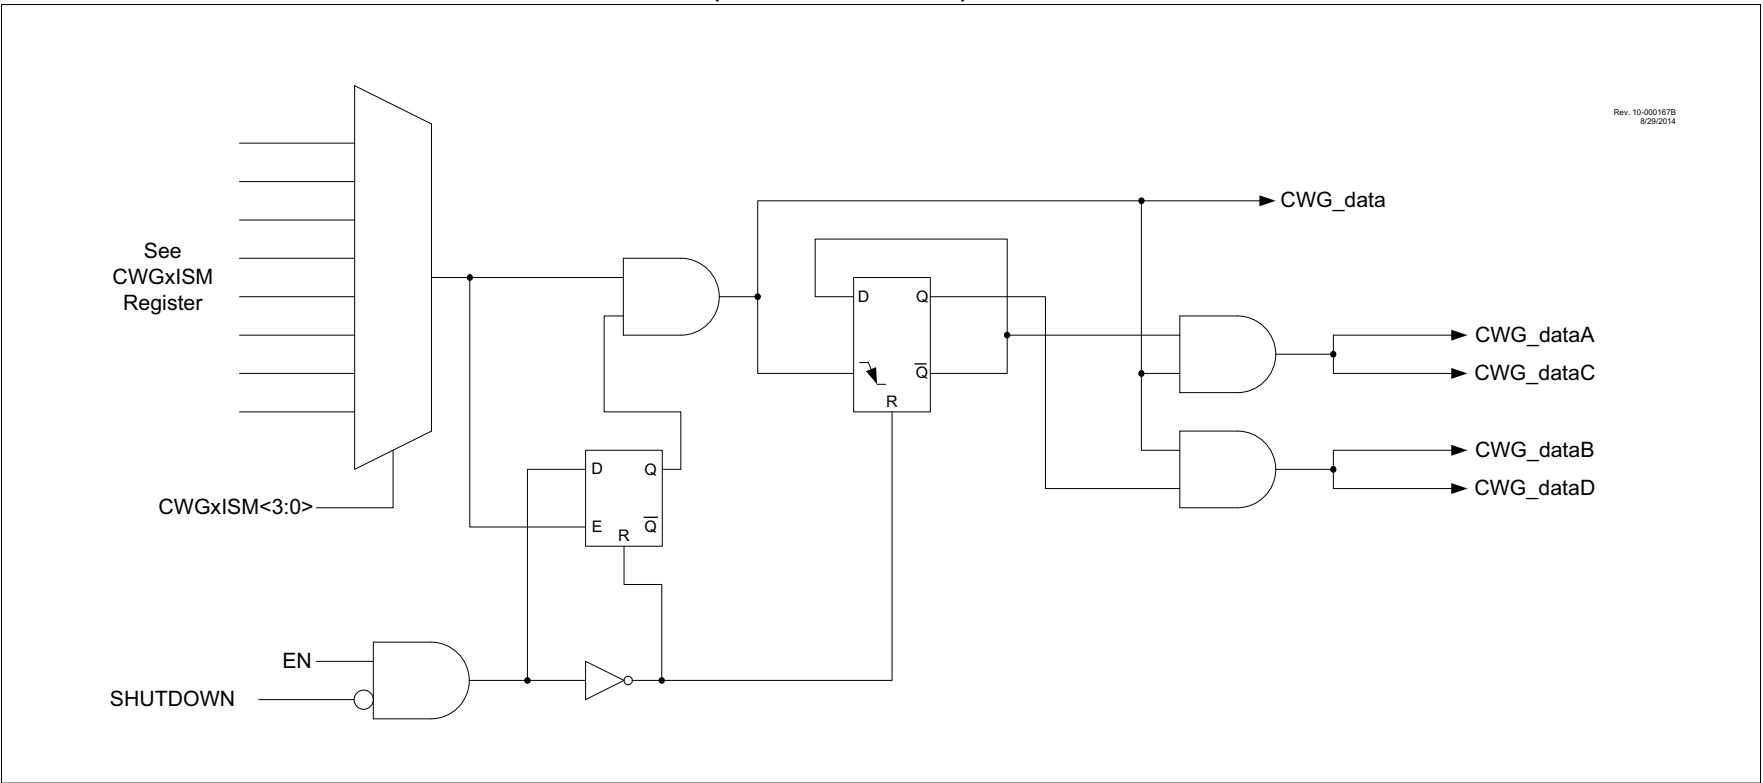 Rev. 10-000167B
8/29/2014
See
CWGxISM
Register
CWGxISM<3:0>
EN
SHUTDOWN
D
Q
E
R
Q
D
Q
Q
R
CWG_data
CWG_dataA
CWG_dataC
CWG_dataB
CWG_dataD